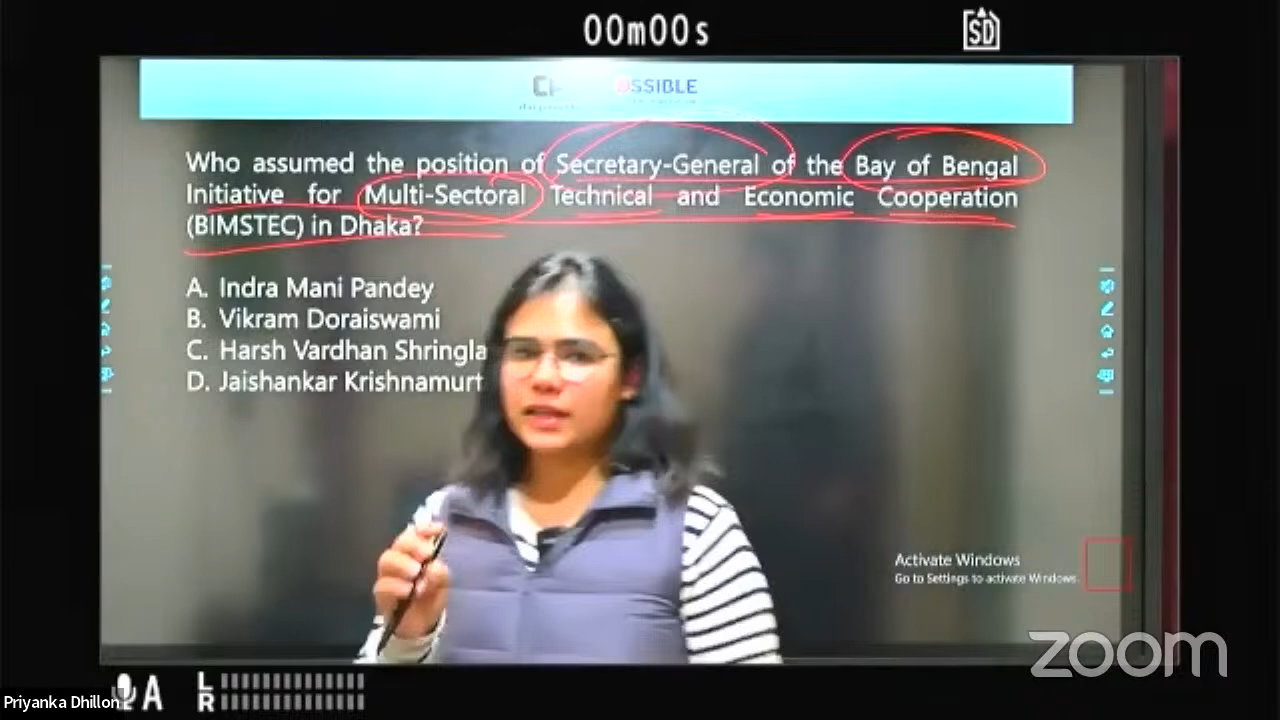 00m00s
SD
SSIBLE
Who assumed the position of Secretary-General of the Bay of Bengal
Initiative for Multi-Sectoral Technical and Economic Cooperation
(BIMSTEC) in Dhaka?
A. Indra Mani Pandey
B. Vikram Doraiswami
C. Harsh Vardhan Shringla
D. Jaishankar Krishnamurt
Activate Windows
Go to Settings to activate Windows.
zoom
A
L
R
Priyanka Dhillon